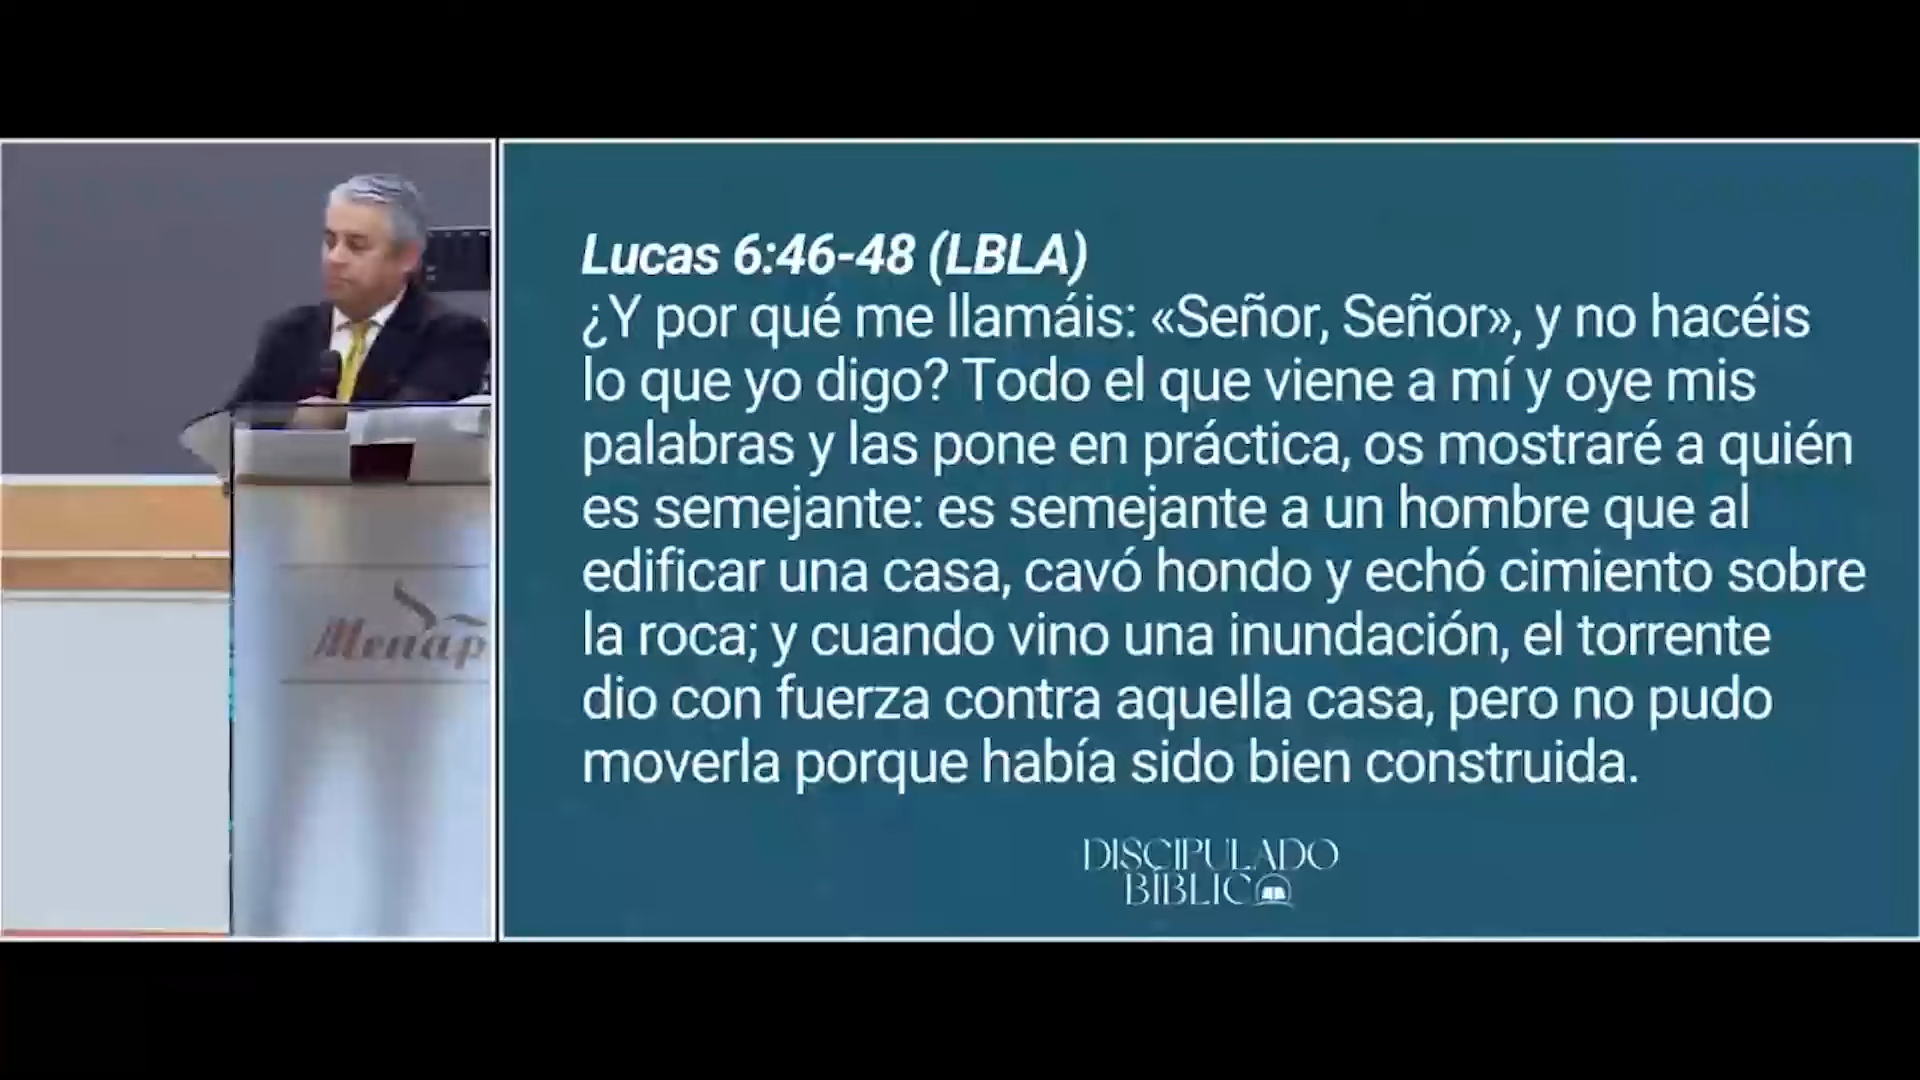 Lucas 6:46-48 (LBLA)
¿Y por qué me llamáis: «Señor, Señor», y no hacéis
lo que yo digo? Todo el que viene a mí y oye mis
palabras y las pone en práctica, os mostraré a quién
es semejante: es semejante a un hombre que al
edificar una casa, cavó hondo y echó cimiento sobre
la roca; y cuando vino una inundación, el torrente
dio con fuerza contra aquella casa, pero no pudo
moverla porque había sido bien construida.
DISCIPULADO
BÍBLICO
Menap